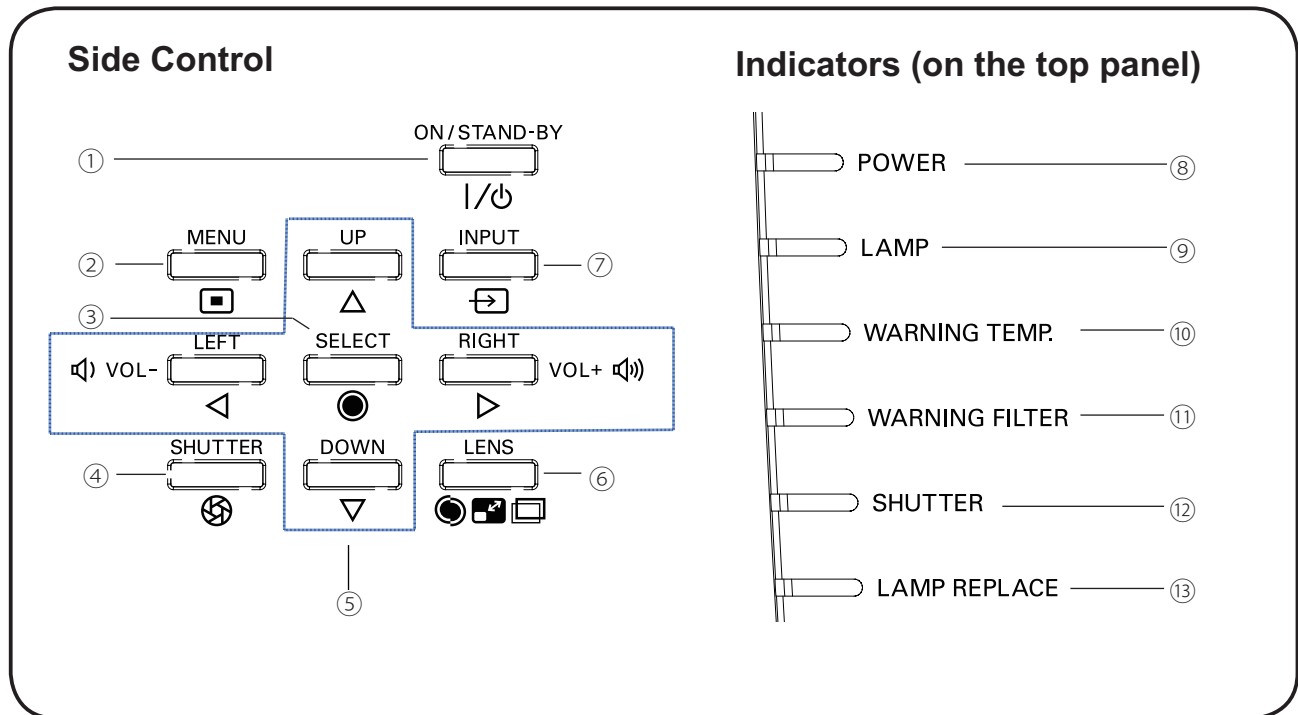 Side Control
ON/STAND-BY
①
MENU
UP
INPUT
②
⑦
③
LEFT
SELECT
RIGHT
VOL-
VOL+
SHUTTER
DOWN
LENS
④
⑥
⑤
Indicators (on the top panel)
POWER ⑧
LAMP ⑨
WARNING TEMP. ⑩
WARNING FILTER ⑪
SHUTTER ⑫
LAMP REPLACE ⑬